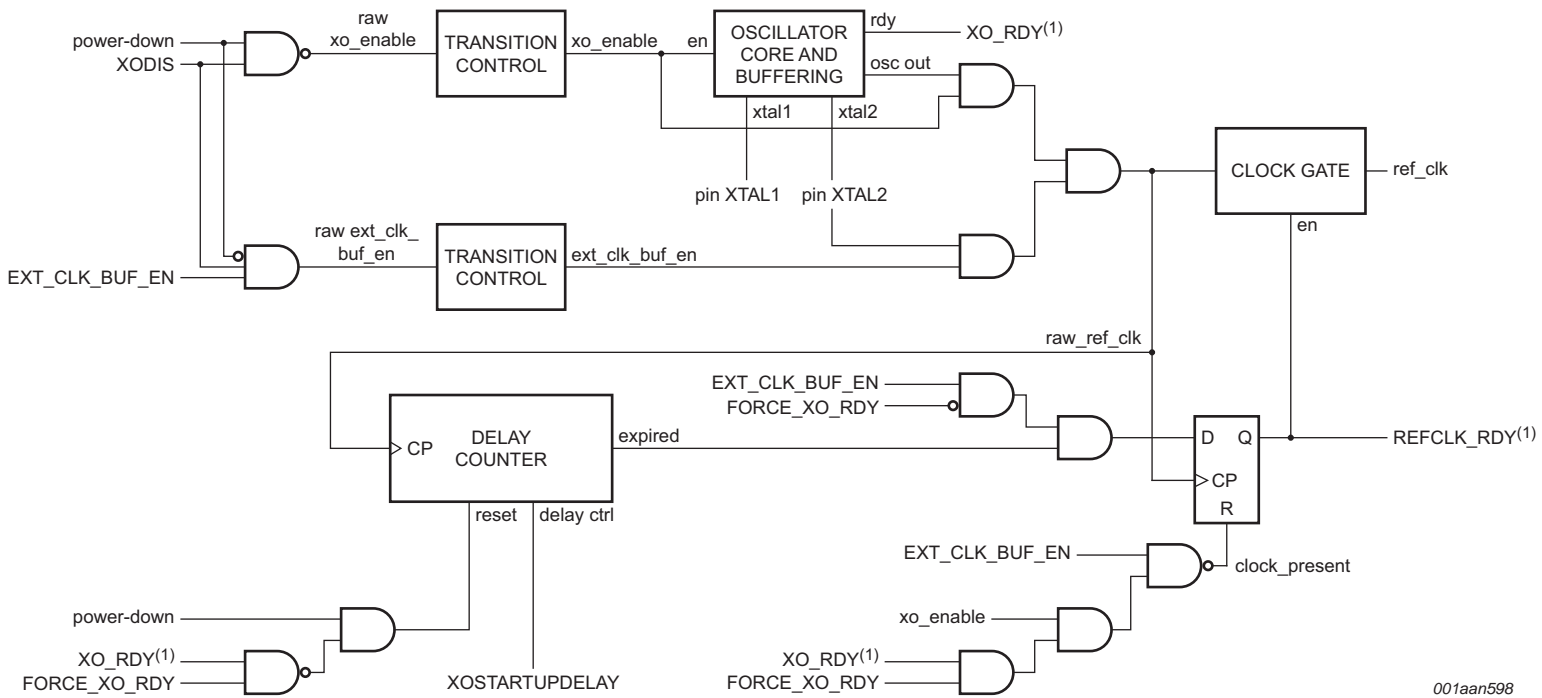 power-down
XODIS
raw
xo_enable
TRANSITION
CONTROL
xo_enable
en
OSCILLATOR
CORE AND
BUFFERING
rdy
XO_RDY(1)
osc out
xtal1
xtal2
pin XTAL1
pin XTAL2
CLOCK GATE
ref_clk
en
EXT_CLK_BUF_EN
raw ext_clk_
buf_en
TRANSITION
CONTROL
ext_clk_buf_en
raw_ref_clk
EXT_CLK_BUF_EN
FORCE_XO_RDY
CP
DELAY
COUNTER
expired
reset
delay ctrl
D
Q
CP
R
REFCLK_RDY(1)
EXT_CLK_BUF_EN
clock_present
power-down
XO_RDY(1)
FORCE_XO_RDY
XOSTARTUPDELAY
xo_enable
XO_RDY(1)
FORCE_XO_RDY
001aan598